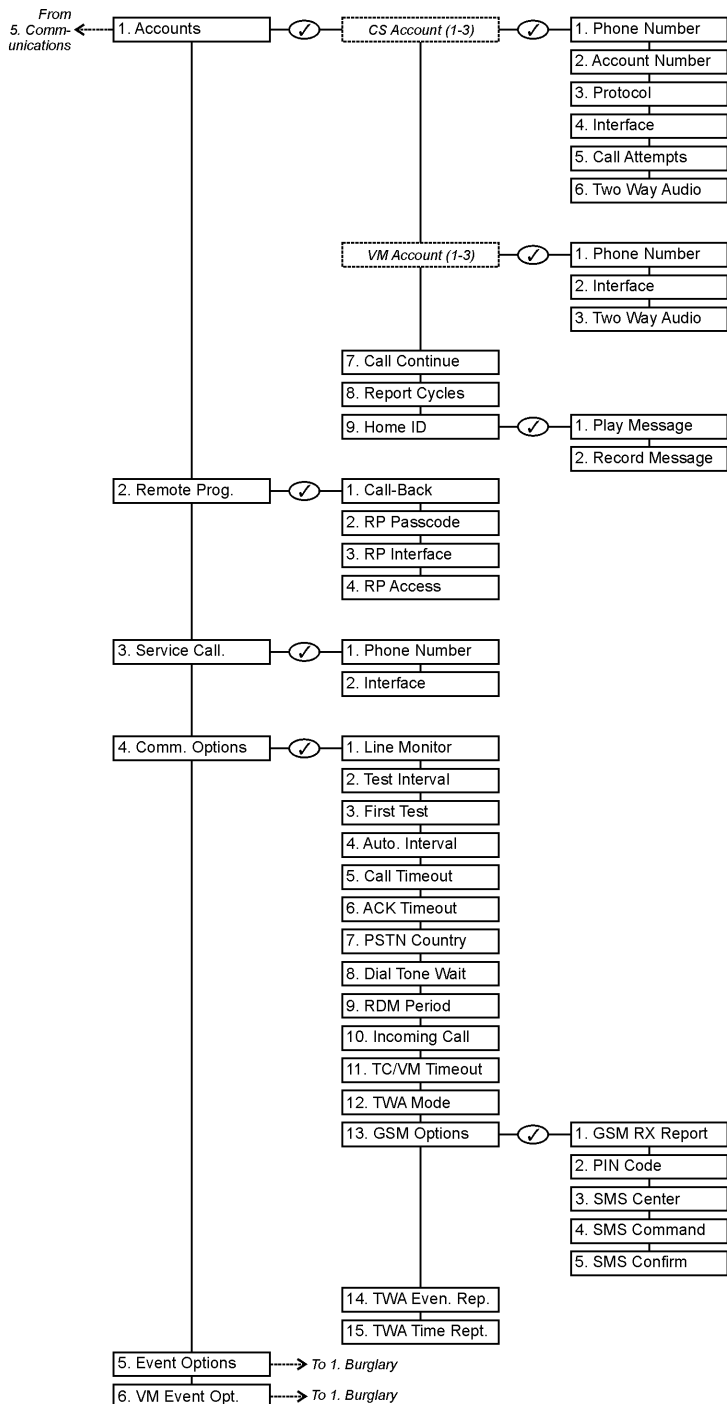 From
5. Comm-
unications
1. Accounts
CS Account (1-3)
1. Phone Number
2. Account Number
3. Protocol
4. Interface
5. Call Attempts
6. Two Way Audio
VM Account (1-3)
1. Phone Number
2. Interface
3. Two Way Audio
7. Call Continue
8. Report Cycles
9. Home ID
1. Play Message
2. Record Message
2. Remote Prog.
1. Call-Back
2. RP Passcode
3. RP Interface
4. RP Access
3. Service Call.
1. Phone Number
2. Interface
4. Comm. Options
1. Line Monitor
2. Test Interval
3. First Test
4. Auto. Interval
5. Call Timeout
6. ACK Timeout
7. PSTN Country
8. Dial Tone Wait
9. RDM Period
10. Incoming Call
11. TC/VM Timeout
12. TWA Mode
13. GSM Options
1. GSM RX Report
2. PIN Code
3. SMS Center
4. SMS Command
5. SMS Confirm
14. TWA Even. Rep.
15. TWA Time Rept.
5. Event Options
To 1. Burglary
6. VM Event Opt.
To 1. Burglary